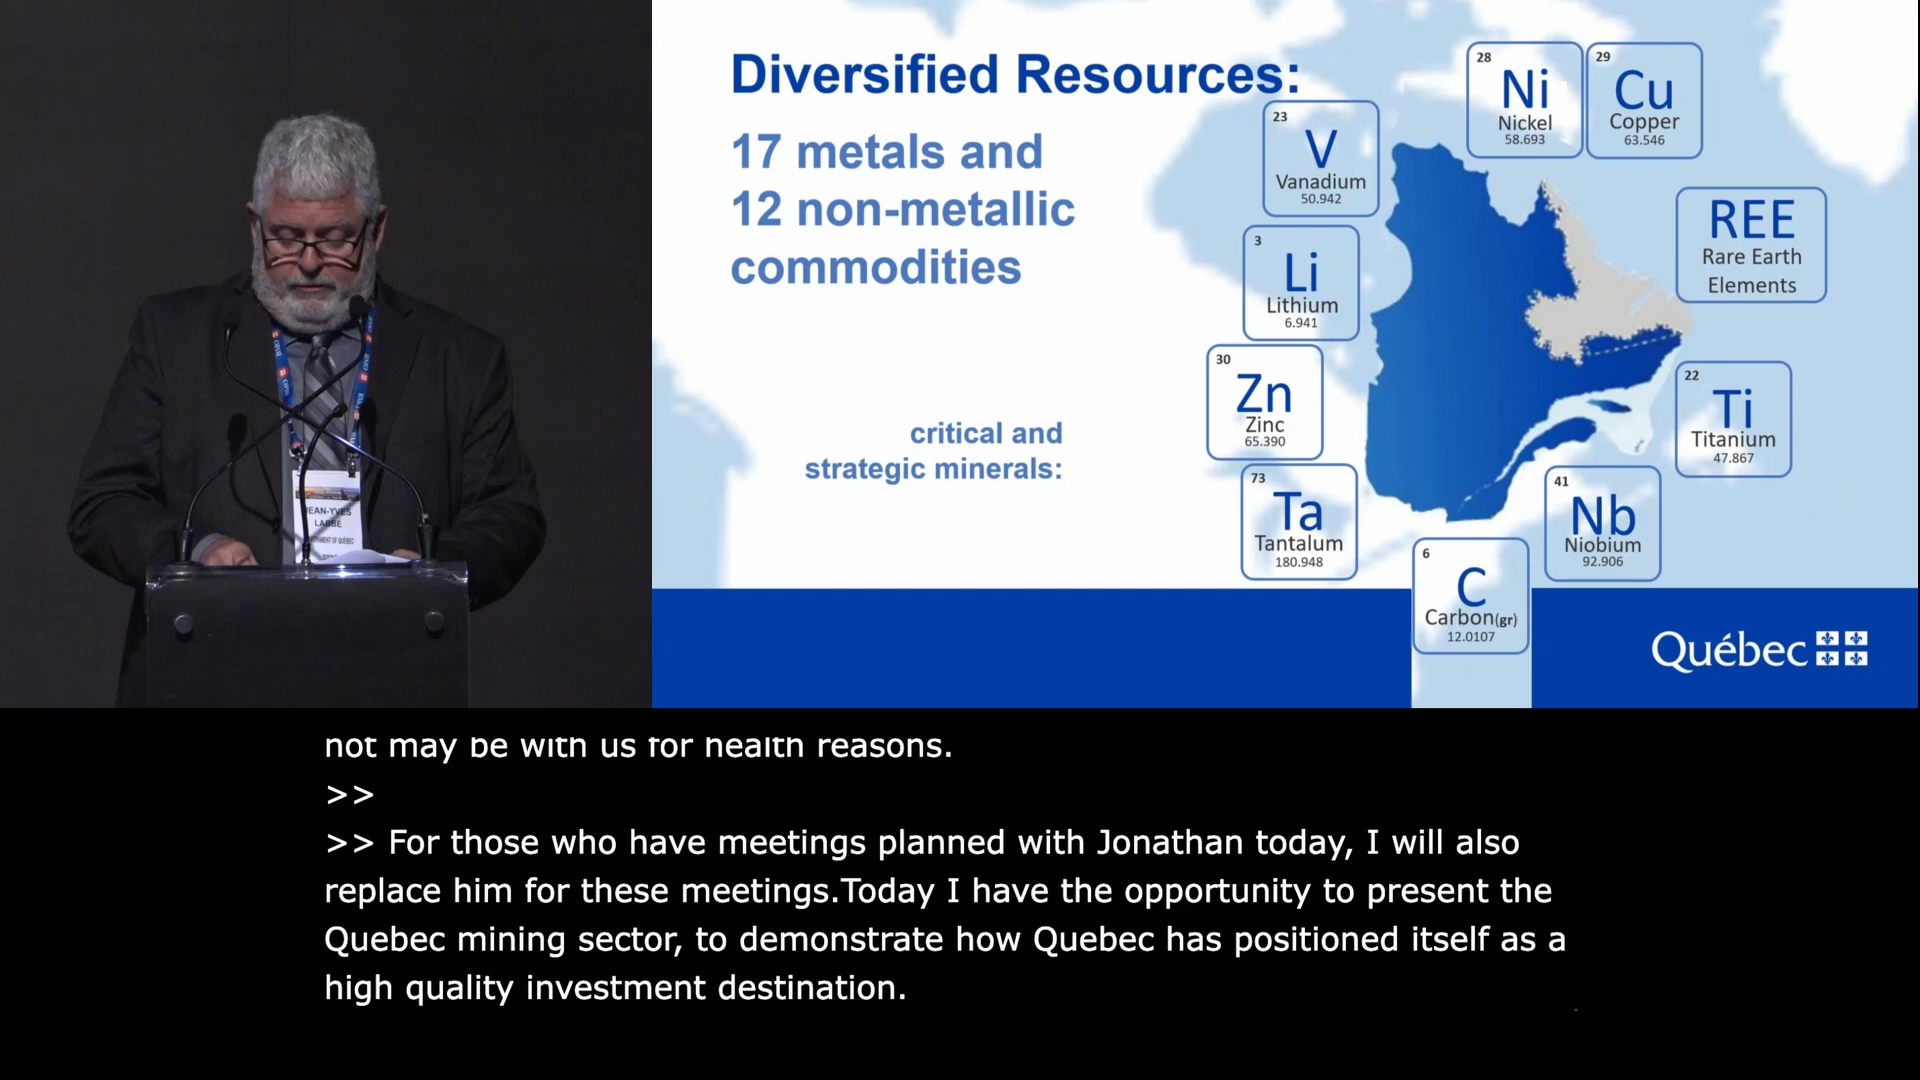 Diversified Resources:
17 metals and
12 non-metallic
commodities
critical and
strategic minerals:
28
Ni
Nickel
58.693
29
Cu
Copper
63.546
23
V
Vanadium
50.942
REE
Rare Earth
Elements
3
Li
Lithium
6.941
30
Zn
Zinc
65.390
22
Ti
Titanium
47.867
73
Ta
Tantalum
180.948
41
Nb
Niobium
92.906
6
C
Carbon(gr)
12.0107
Québec
JEAN-YVES
LABBÉ
not may be with us for health reasons.
>>
>> For those who have meetings planned with Jonathan today, I will also
replace him for these meetings.Today I have the opportunity to present the
Quebec mining sector, to demonstrate how Quebec has positioned itself as a
high quality investment destination.